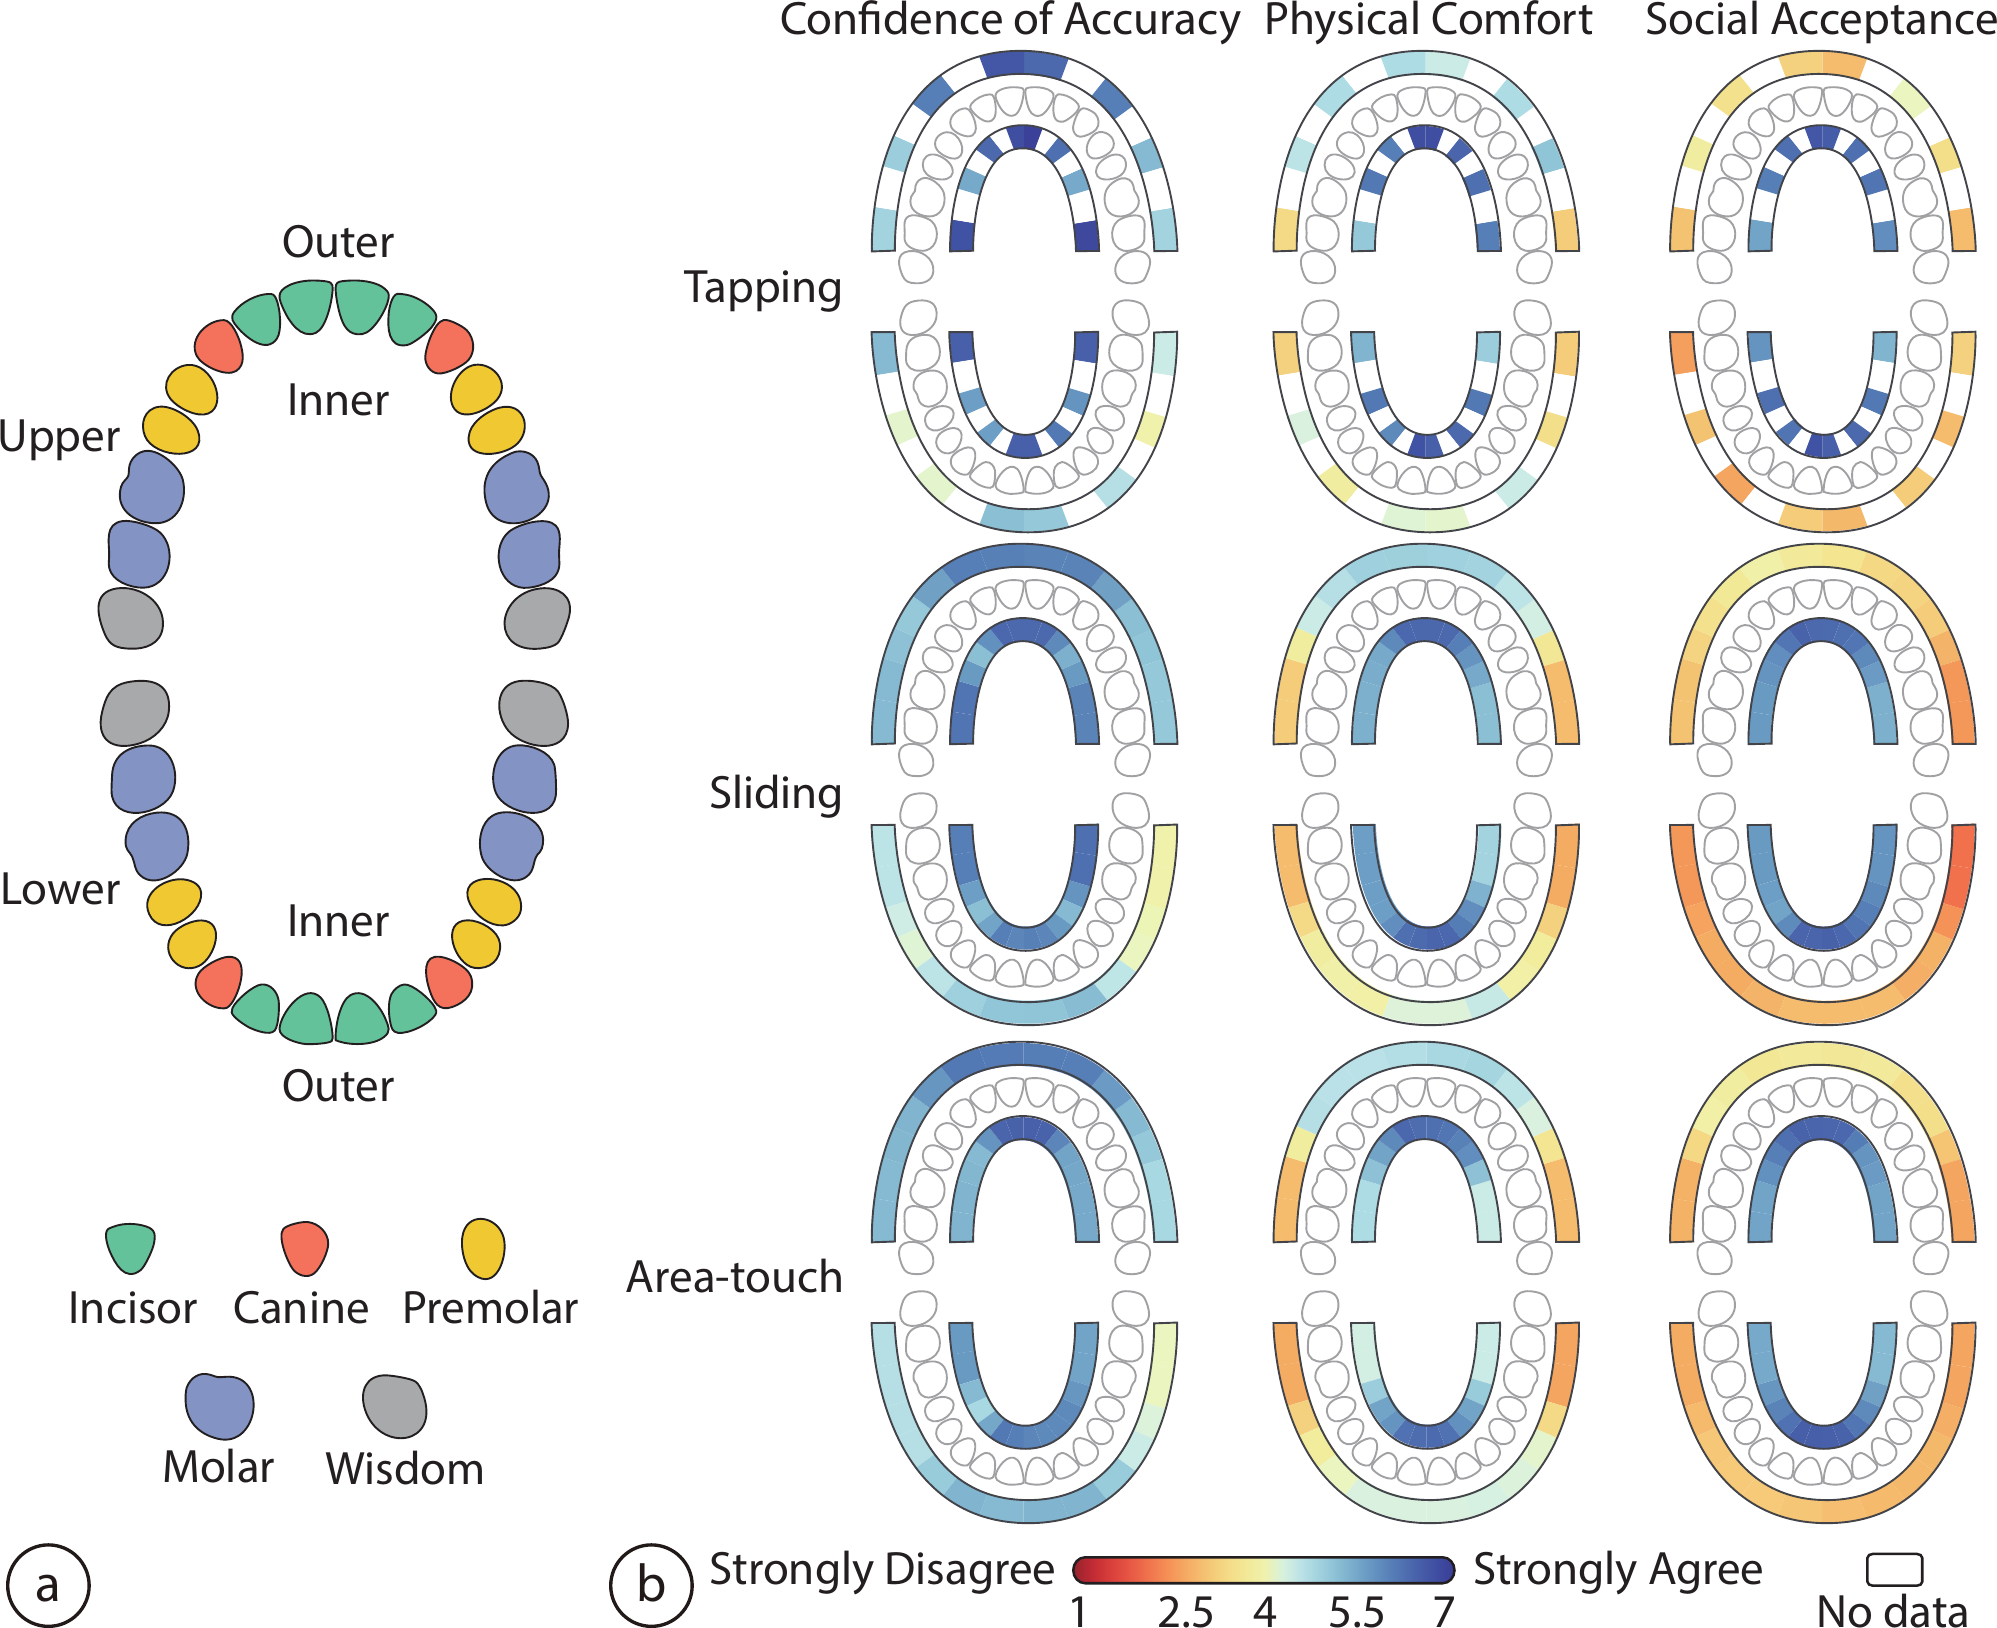 Confidence of Accuracy Physical Comfort Social Acceptance
Outer
Inner
Upper
Lower
Inner
Outer
Incisor Canine Premolar
Molar Wisdom
a
Tapping
Sliding
Area-touch
b Strongly Disagree Strongly Agree
1 2.5 4 5.5 7 No data